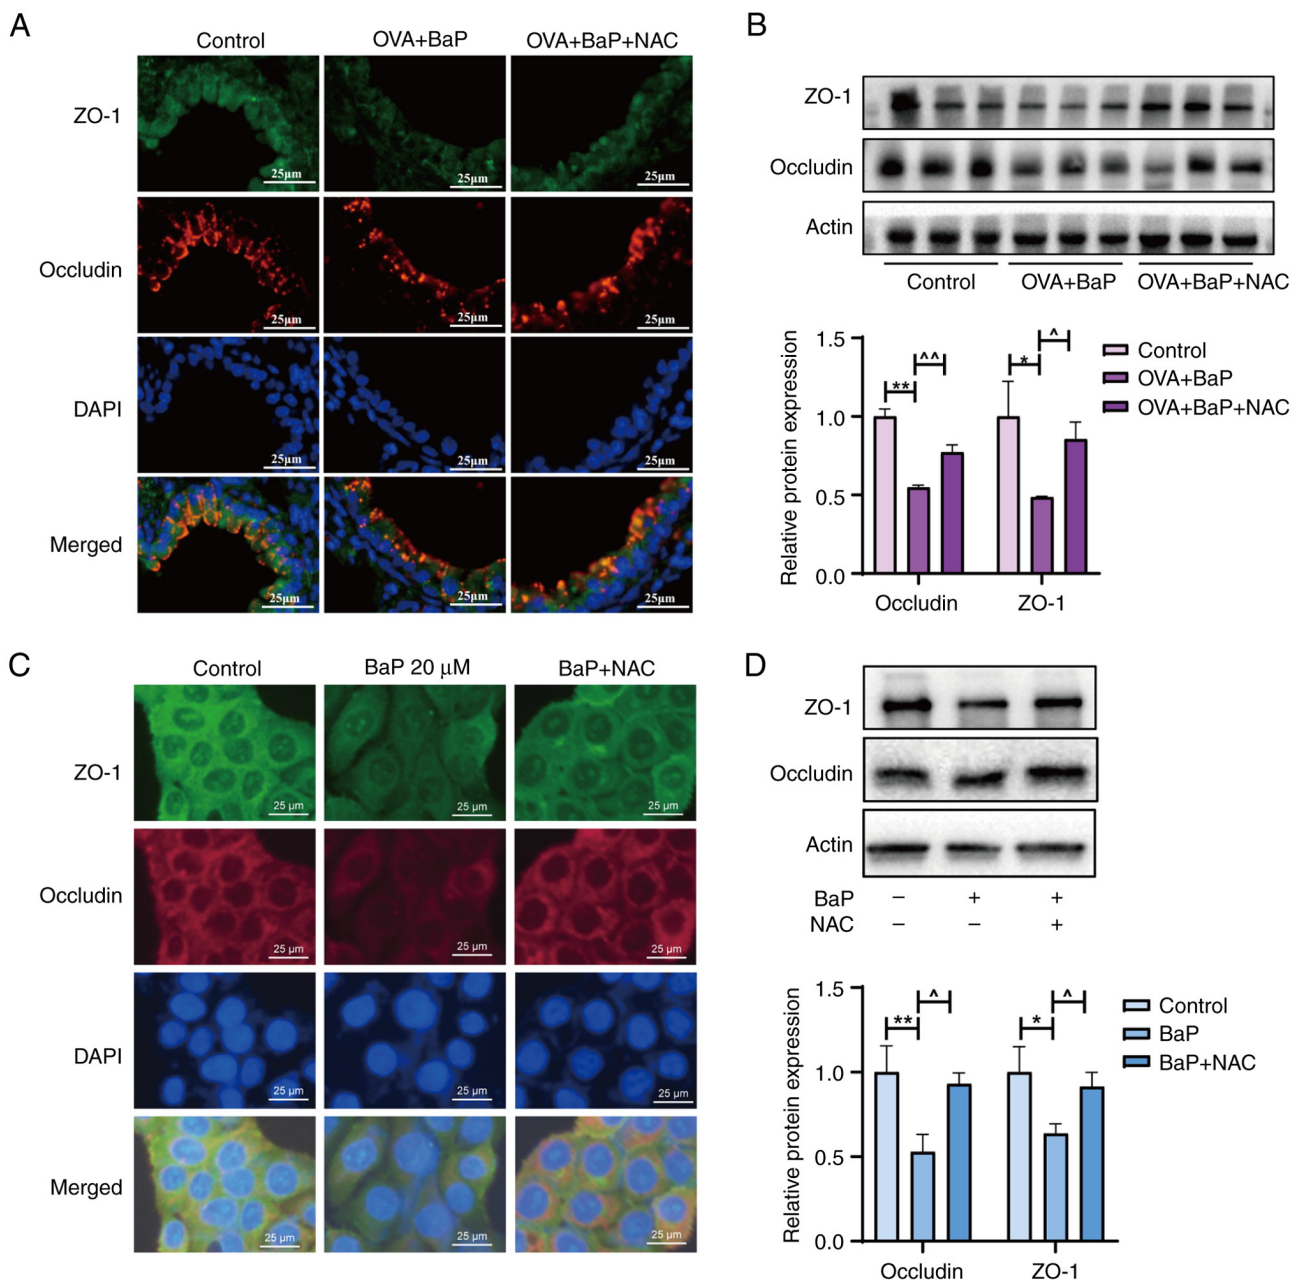 A
Control OVA+BaP OVA+BaP+NAC
ZO-1
25µm 25µm 25µm
Occludin
25µm 25µm 25µm
DAPI
25µm 25µm 25µm
Merged
25µm 25µm 25µm
B
ZO-1
Occludin
Actin
Control OVA+BaP OVA+BaP+NAC
Relative protein expression
1.5
1.0
0.5
0.0
** ^^ * ^
Occludin ZO-1
Control
OVA+BaP
OVA+BaP+NAC
C
Control BaP 20 µM BaP+NAC
ZO-1
25 µm 25 µm 25 µm
Occludin
25 µm 25 µm 25 µm
DAPI
25 µm 25 µm 25 µm
Merged
25 µm 25 µm 25 µm
D
ZO-1
Occludin
Actin
BaP − + +
NAC − − +
Relative protein expression
1.5
1.0
0.5
0.0
** ^ * ^
Occludin ZO-1
Control
BaP
BaP+NAC